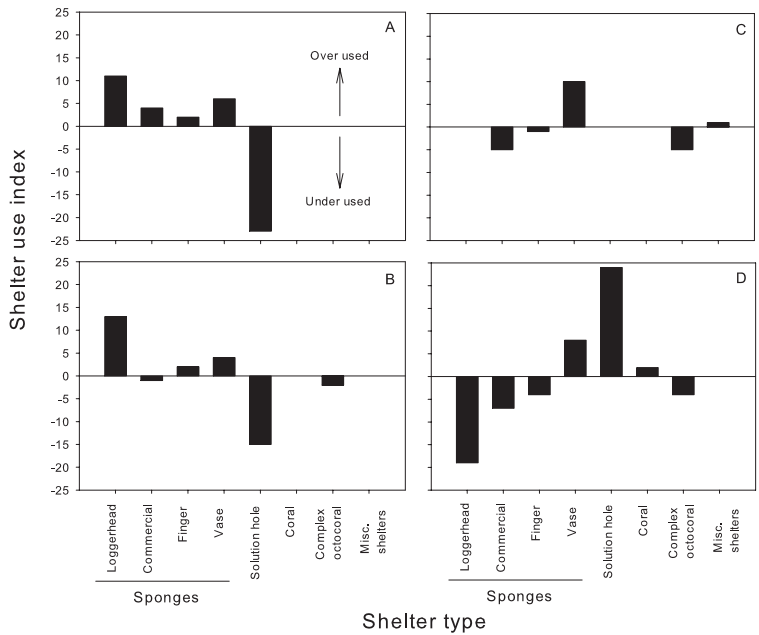 A
25
20
15
10
5
0
-5
-10
-15
-20
-25
Over used
Under used
C
B
25
20
15
10
5
0
-5
-10
-15
-20
-25
D
Shelter use index
Loggerhead
Commercial
Finger
Vase
Solution hole
Coral
Complex
octocoral
Misc.
shelters
Sponges
Loggerhead
Commercial
Finger
Vase
Solution hole
Coral
Complex
octocoral
Misc.
shelters
Sponges
Shelter type